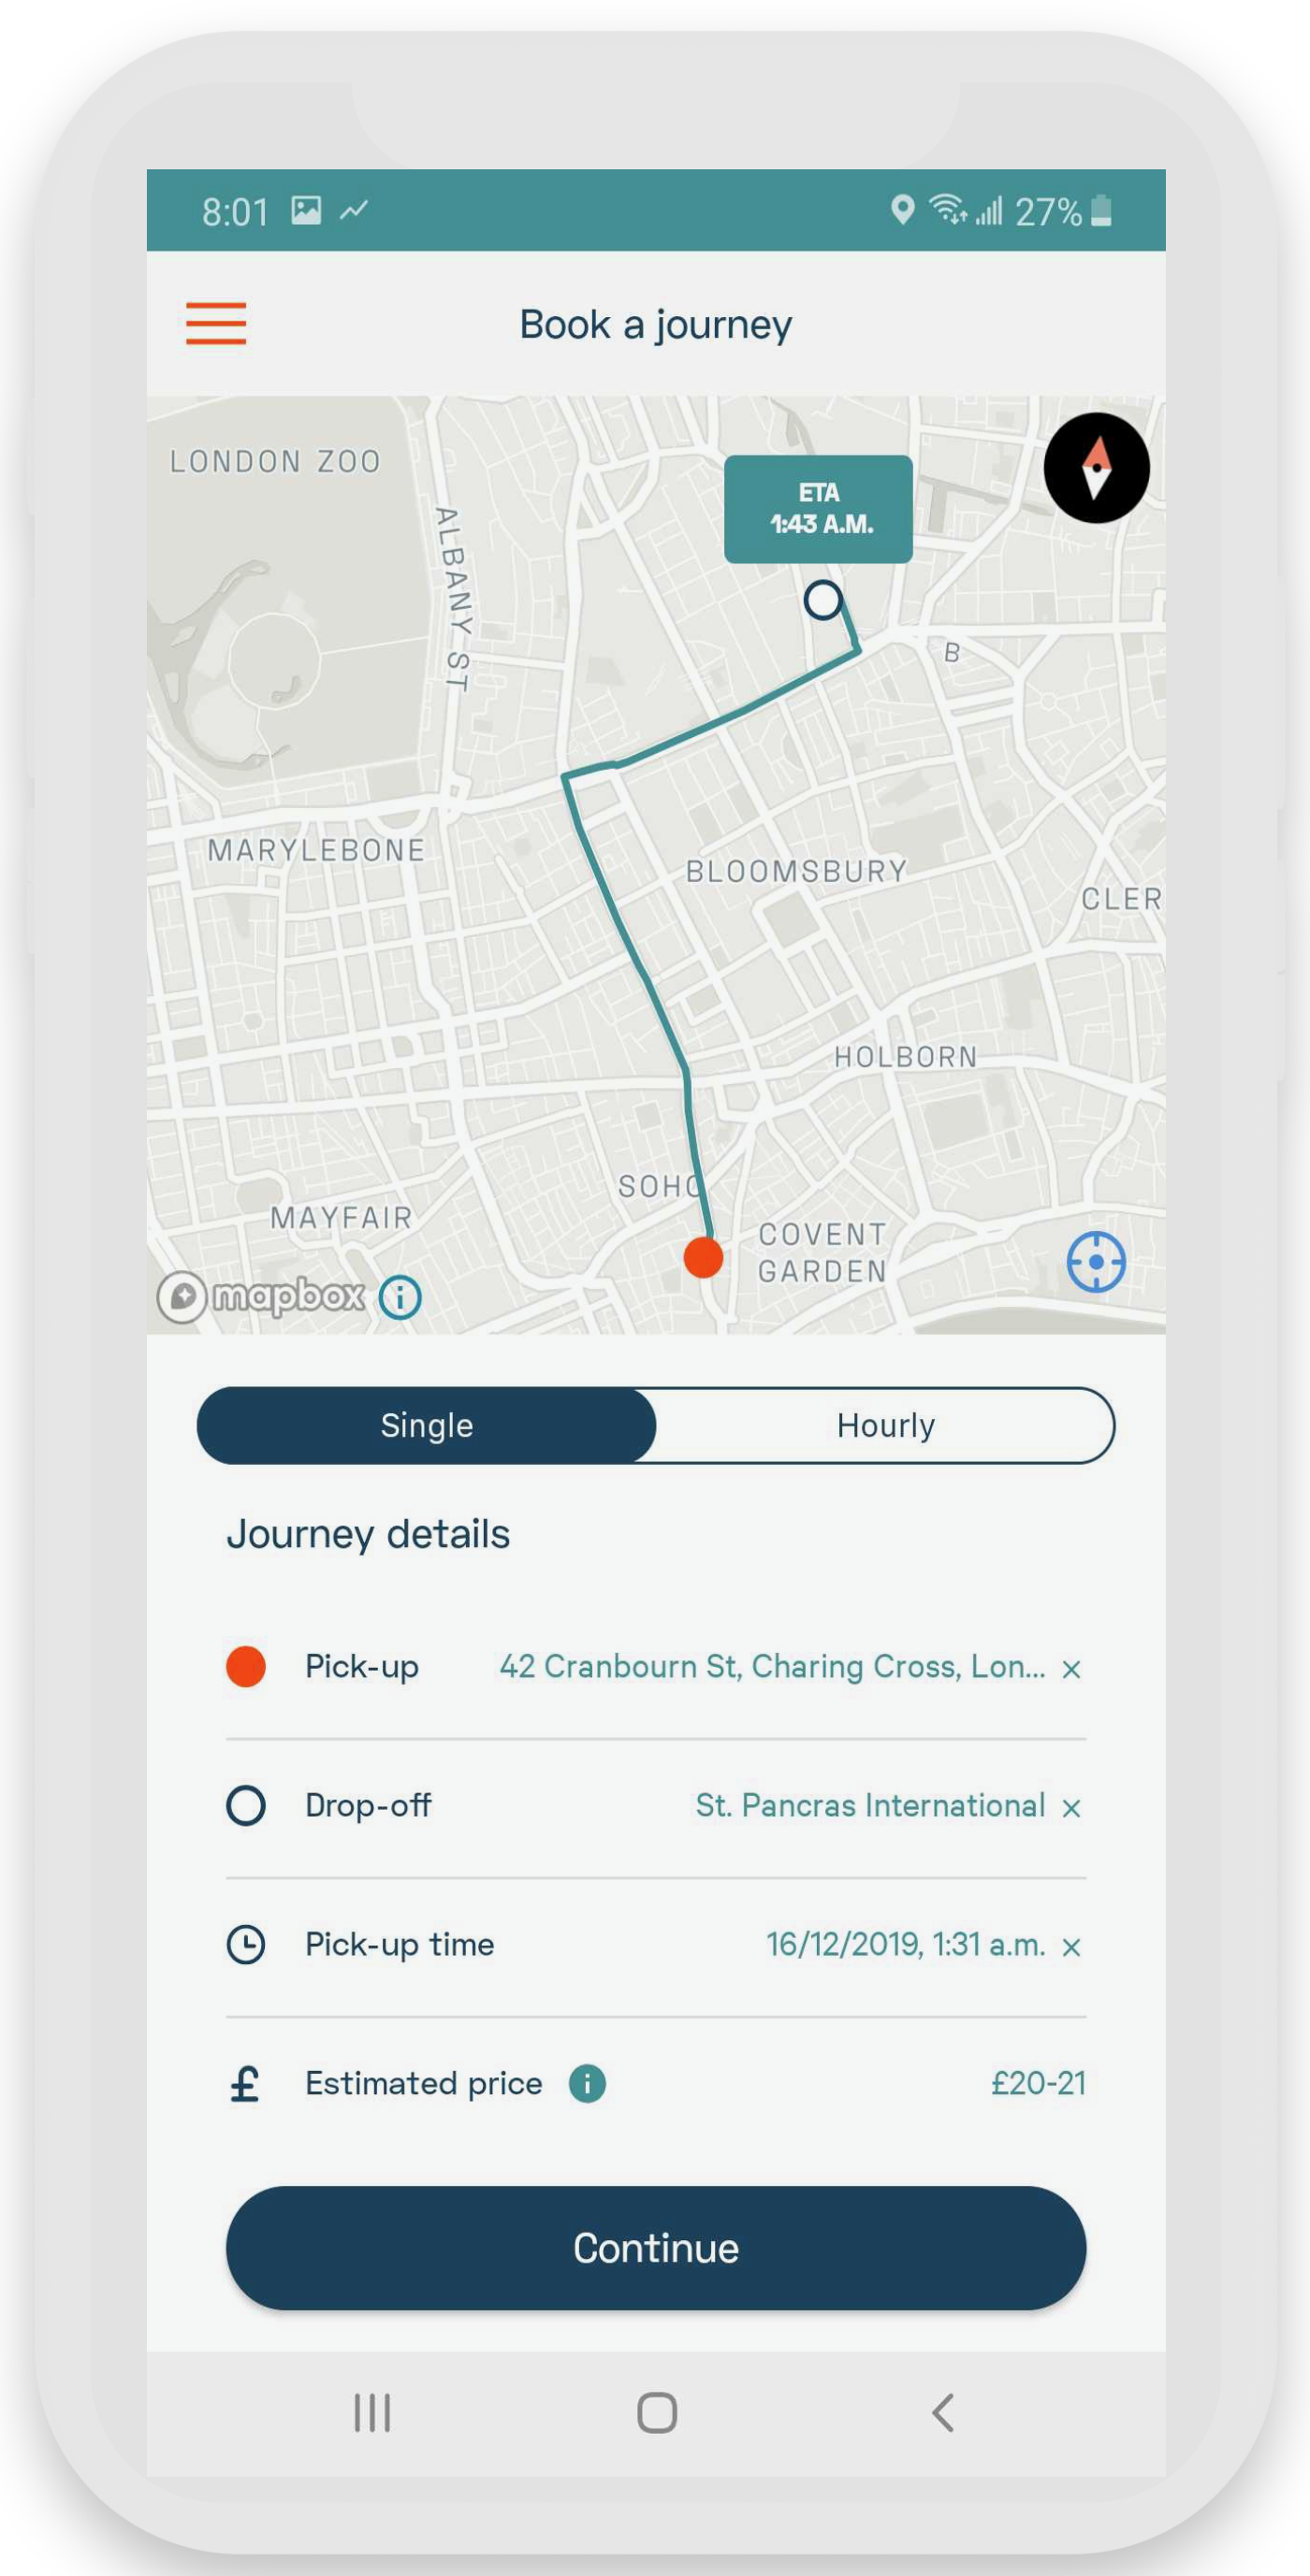 8:01
27%
Book a journey
LONDON ZOO
ETA
1:43 A.M.
ALBANY ST
B
MARYLEBONE
BLOOMSBURY
CLER
HOLBORN
SOHO
MAYFAIR
COVENT
GARDEN
mapbox
Single
Hourly
Journey details
Pick-up
42 Cranbourn St, Charing Cross, Lon...
Drop-off
St. Pancras International
Pick-up time
16/12/2019, 1:31 a.m.
£
Estimated price
£20-21
Continue